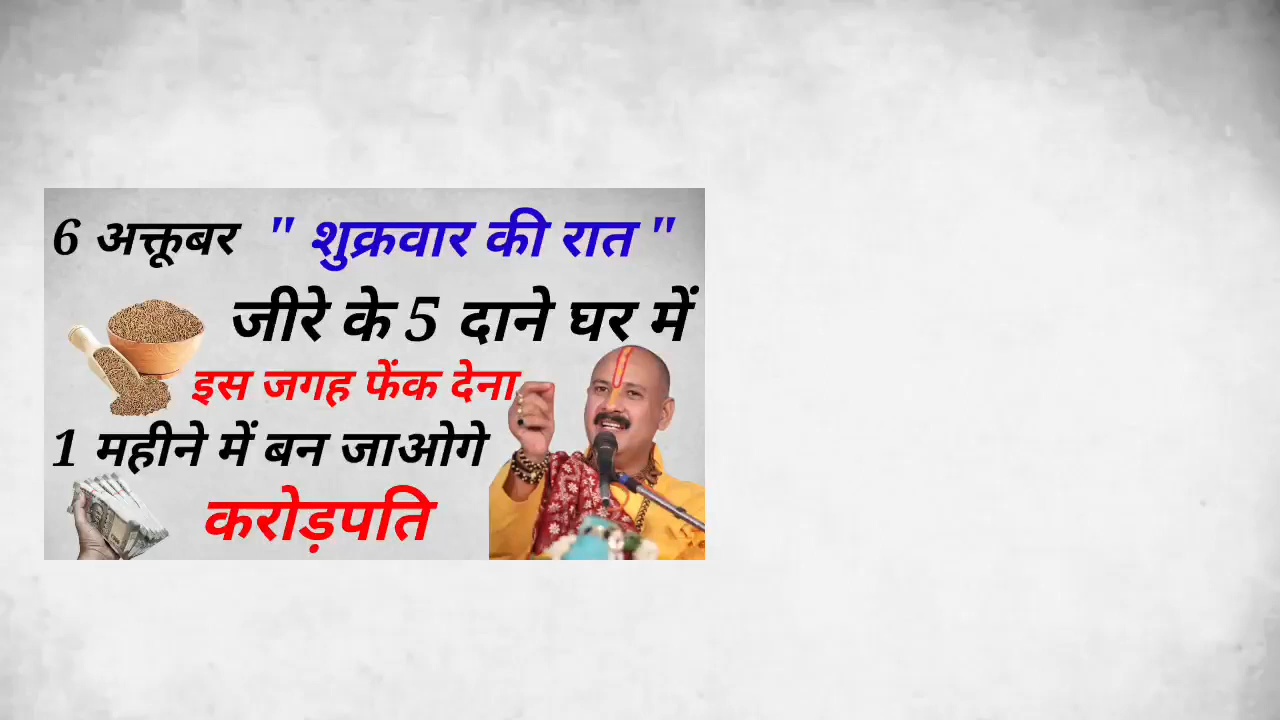 6 अक्तूबर " शुक्रवार की रात "
जीरे के 5 दाने घर में
इस जगह फेंक देना
1 महीने में बन जाओगे
करोड़पति